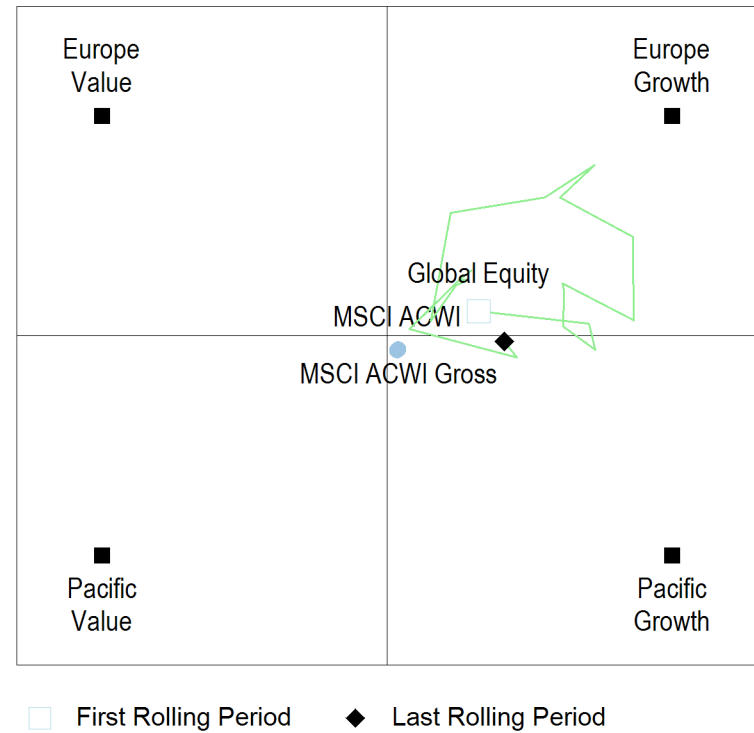 Europe
Value
Europe
Growth
Global Equity
MSCI ACWI
MSCI ACWI Gross
Pacific
Value
Pacific
Growth
First Rolling Period
Last Rolling Period